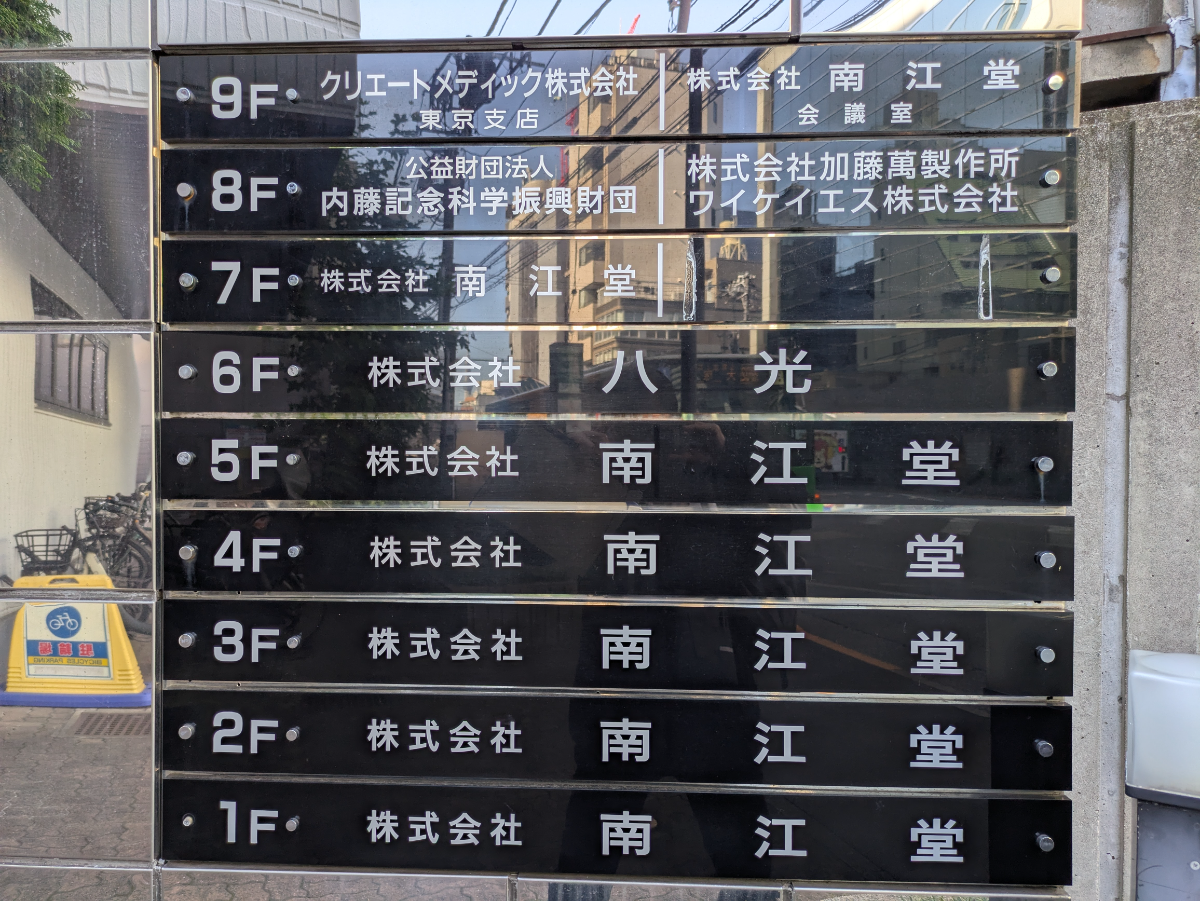 9F クリエートメディック株式会社 株式会社 南江堂
東京支店 会議室
8F 公益財団法人 株式会社加藤萬製作所
内藤記念科学振興財団 ワイケイエス株式会社
7F 株式会社 南江堂
6F 株式会社 八光
5F 株式会社 南江堂
4F 株式会社 南江堂
3F 株式会社 南江堂
2F 株式会社 南江堂
1F 株式会社 南江堂
駐輪場
BICYCLES PARKING